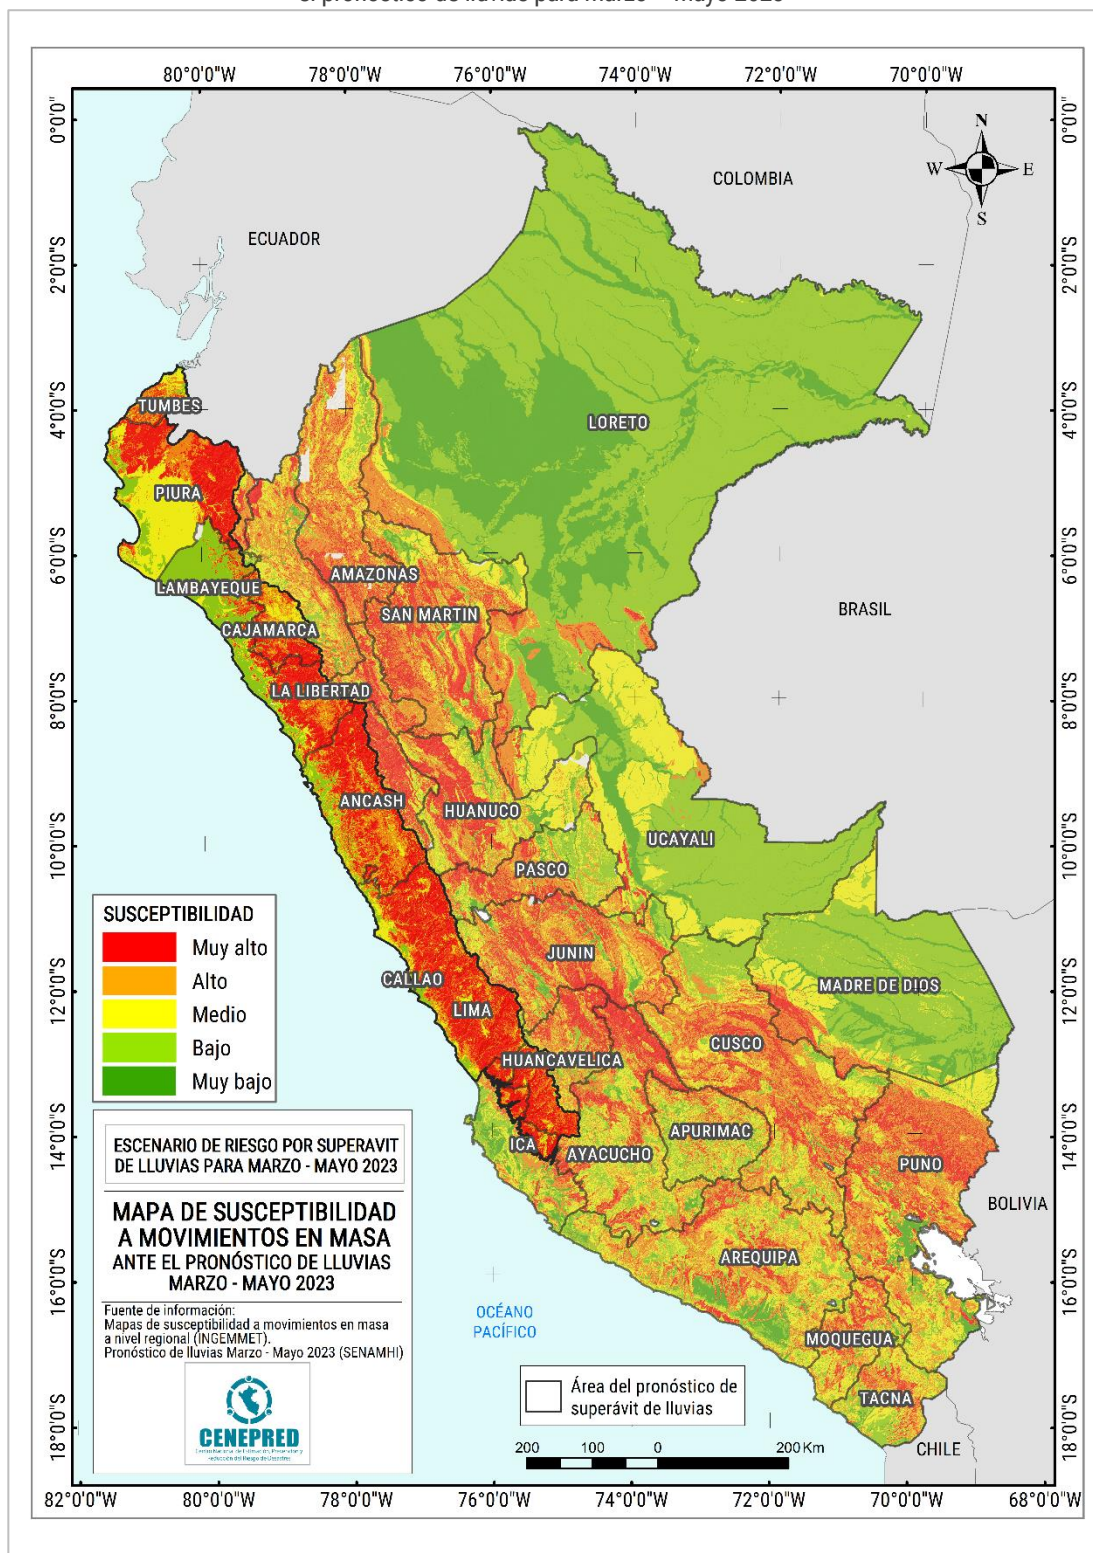 80°0'0"W 78°0'0"W 76°0'0"W 74°0'0"W 72°0'0"W 70°0'0"W
0°0'0"
0°0'0"
N
W E
S
COLOMBIA
ECUADOR
2°0'0"S
2°0'0"S
4°0'0"S
4°0'0"S
TUMBES
LORETO
PIURA
6°0'0"S
6°0'0"S
AMAZONAS
LAMBAYEQUE
SAN MARTIN
BRASIL
CAJAMARCA
LA LIBERTAD
8°0'0"S
8°0'0"S
ANCASH
HUANUCO
UCAYALI
10°0'0"S
10°0'0"S
PASCO
SUSCEPTIBILIDAD
Muy alto
Alto
Medio
Bajo
Muy bajo
JUNIN
CALLAO
MADRE DE DIOS
12°0'0"S
12°0'0"S
LIMA
CUSCO
HUANCAVELICA
APURIMAC
14°0'0"S
14°0'0"S
ICA
AYACUCHO
PUNO
BOLIVIA
AREQUIPA
16°0'0"S
16°0'0"S
OCÉANO
PACÍFICO
MOQUEGUA
TACNA
18°0'0"S
18°0'0"S
CHILE
ESCENARIO DE RIESGO POR SUPERAVIT
DE LLUVIAS PARA MARZO - MAYO 2023
MAPA DE SUSCEPTIBILIDAD
A MOVIMIENTOS EN MASA
ANTE EL PRONÓSTICO DE LLUVIAS
MARZO - MAYO 2023
Fuente de información:
Mapas de susceptibilidad a movimientos en masa
a nivel regional (INGEMMET).
Pronóstico de lluvias Marzo - Mayo 2023 (SENAMHI)
CENEPRED
Área del pronóstico de
superávit de lluvias
200 100 0 200 Km
82°0'0"W 80°0'0"W 78°0'0"W 76°0'0"W 74°0'0"W 72°0'0"W 70°0'0"W 68°0'0"W